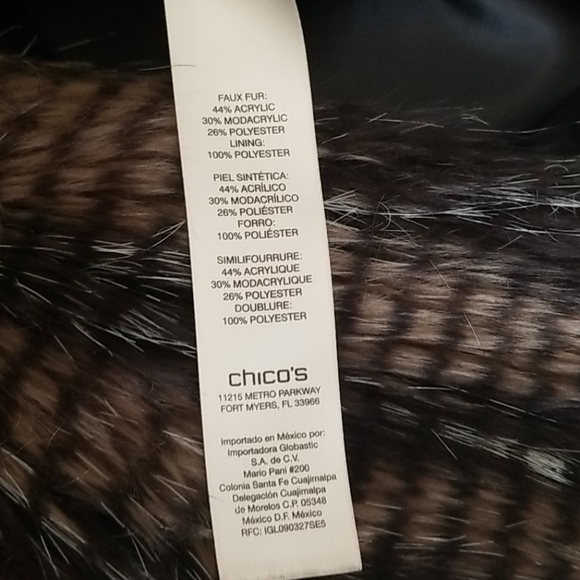 FAUX FUR:
44% ACRYLIC
30% MODACRYLIC
26% POLYESTER
LINING:
100% POLYESTER
PIEL SINTÉTICA:
44% ACRÍLICO
30% MODACRÍLICO
26% POLIÉSTER
FORRO:
100% POLIÉSTER
SIMILIFOURRURE:
44% ACRYLIQUE
30% MODACRYLIQUE
26% POLYESTER
DOUBLURE:
100% POLYESTER
chico's
11215 METRO PARKWAY
FORT MYERS, FL 33966
Importado en México por:
Importadora Globastic
S.A. de C.V.
Mario Pani #200
Colonia Santa Fe Cuajimalpa
Delegación Cuajimalpa
de Morelos C.P. 05348
México D.F. México
RFC: IGL090327SE5